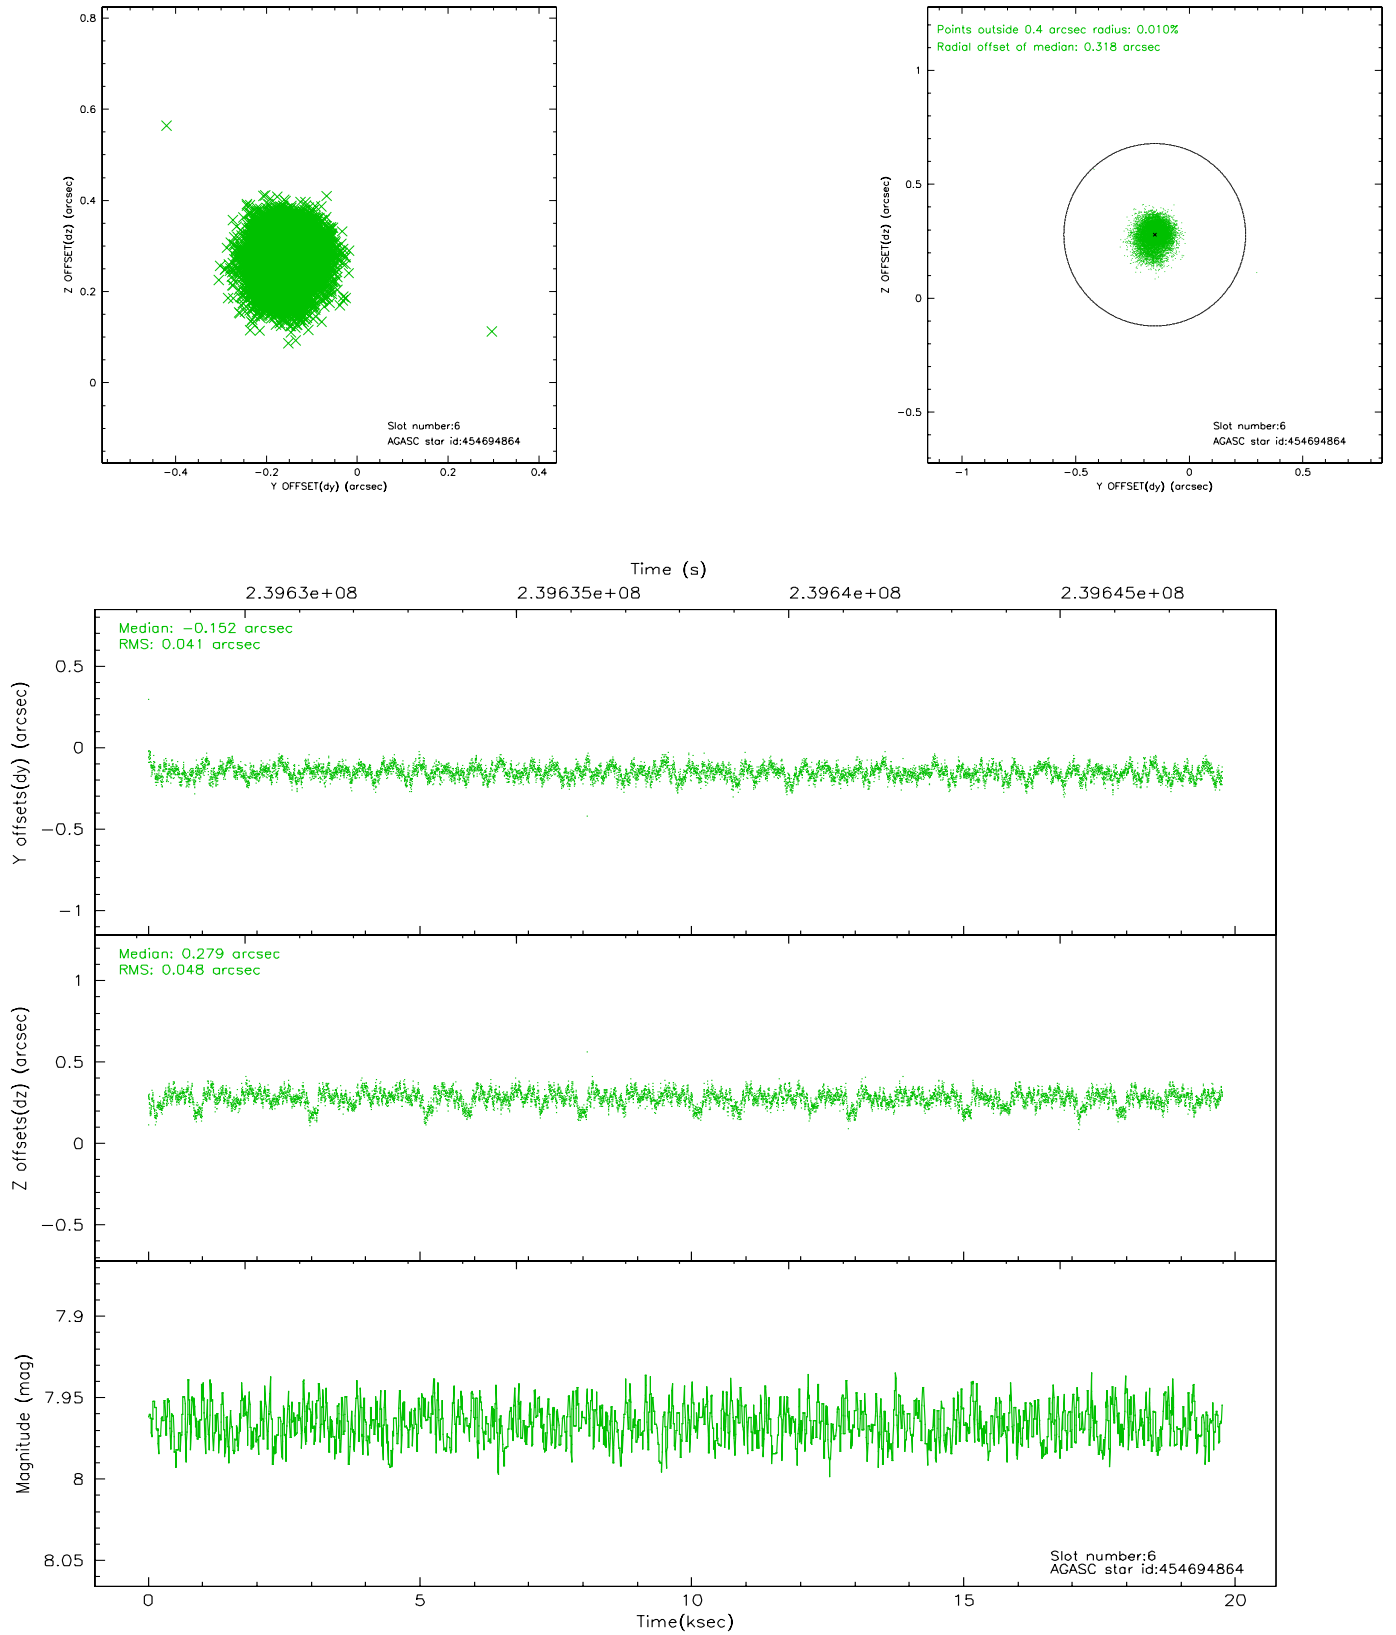 0.8
0.6
0.4
0.2
0
Z OFFSET(dz) (arcsec)
Slot number:6
AGASC star id:454694864
−0.4 −0.2 0 0.2 0.4
Y OFFSET(dy) (arcsec)
Points outside 0.4 arcsec radius: 0.010%
Radial offset of median: 0.318 arcsec
1
0.5
0
−0.5
Z OFFSET(dz) (arcsec)
Slot number:6
AGASC star id:454694864
−1 −0.5 0 0.5
Y OFFSET(dy) (arcsec)
Time (s)
2.3963e+08 2.39635e+08 2.3964e+08 2.39645e+08
Median: −0.152 arcsec
RMS: 0.041 arcsec
0.5
0
−0.5
−1
Y offsets(dy) (arcsec)
Median: 0.279 arcsec
RMS: 0.048 arcsec
1
0.5
0
−0.5
Z offsets(dz) (arcsec)
7.9
7.95
8
8.05
Magnitude (mag)
Slot number:6
AGASC star id:454694864
0 5 10 15 20
Time(ksec)